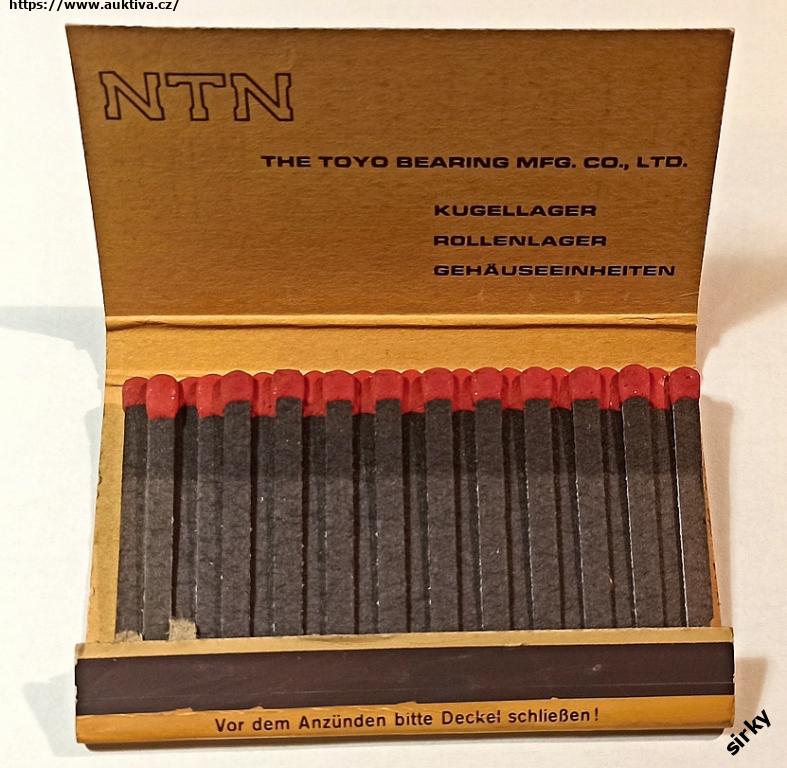 https://www.auktiva.cz/
NTN
THE TOYO BEARING MFG. CO., LTD.
KUGELLAGER
ROLLENLAGER
GEHÄUSEEINHEITEN
Vor dem Anzünden bitte Deckel schließen!
sirky